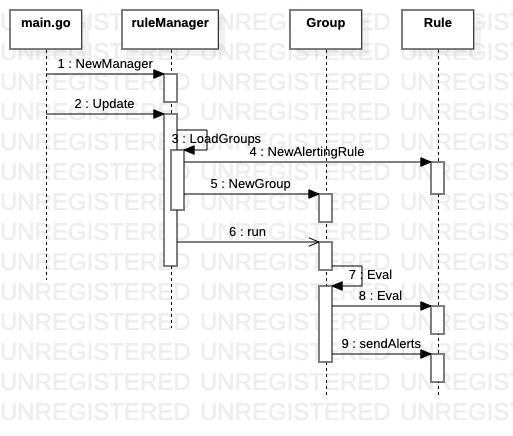 main.go ruleManager Group Rule
1 : NewManager
2 : Update
3 : LoadGroups
4 : NewAlertingRule
5 : NewGroup
6 : run
7 : Eval
8 : Eval
9 : sendAlerts
UNREGISTERED UNREGISTERED UNREGISTERED